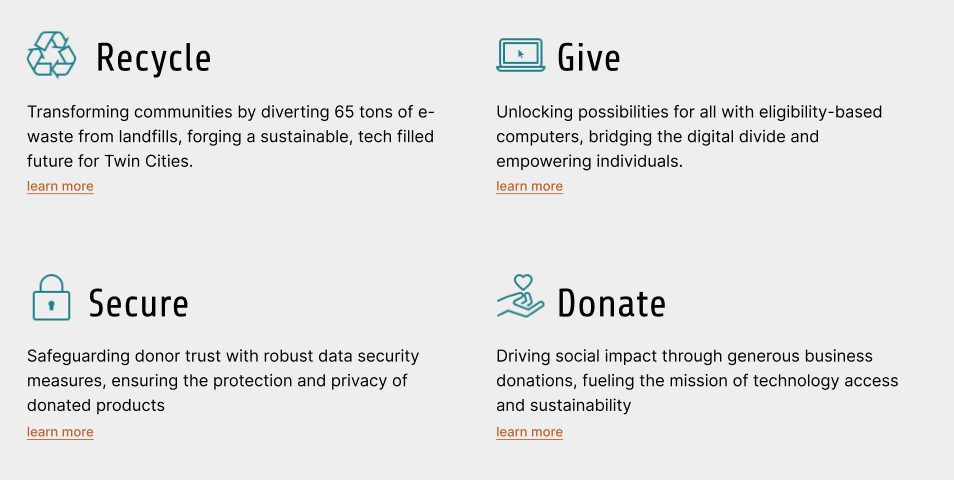 Recycle
Transforming communities by diverting 65 tons of e-
waste from landfills, forging a sustainable, tech filled
future for Twin Cities.
learn more
Give
Unlocking possibilities for all with eligibility-based
computers, bridging the digital divide and
empowering individuals.
learn more
Secure
Safeguarding donor trust with robust data security
measures, ensuring the protection and privacy of
donated products
learn more
Donate
Driving social impact through generous business
donations, fueling the mission of technology access
and sustainability
learn more